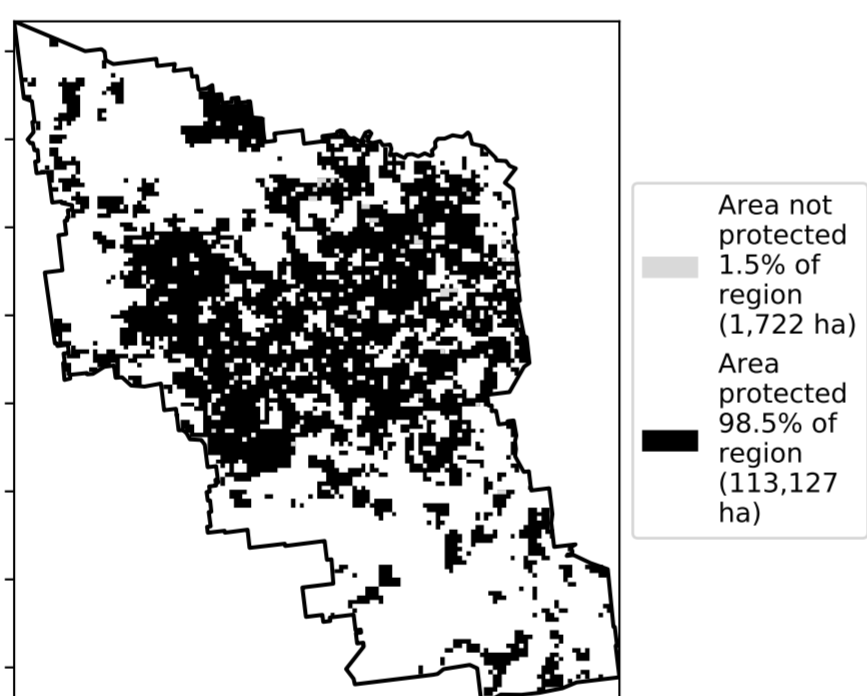 Area not
protected
1.5% of
region
(1,722 ha)
Area
protected
98.5% of
region
(113,127
ha)